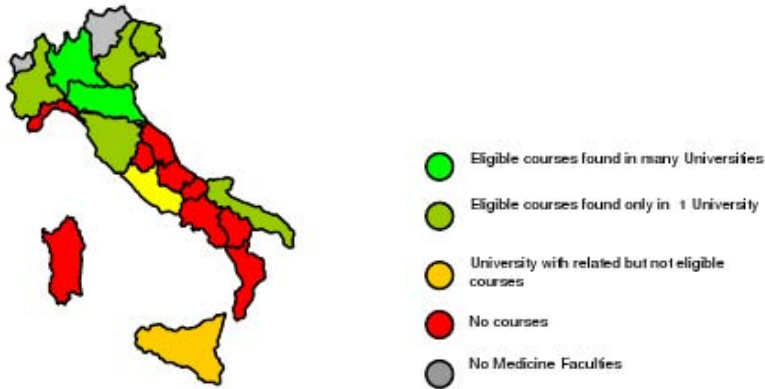 Eligible courses found in many Universities
Eligible courses found only in 1 University
University with related but not eligible
courses
No courses
No Medicine Faculties